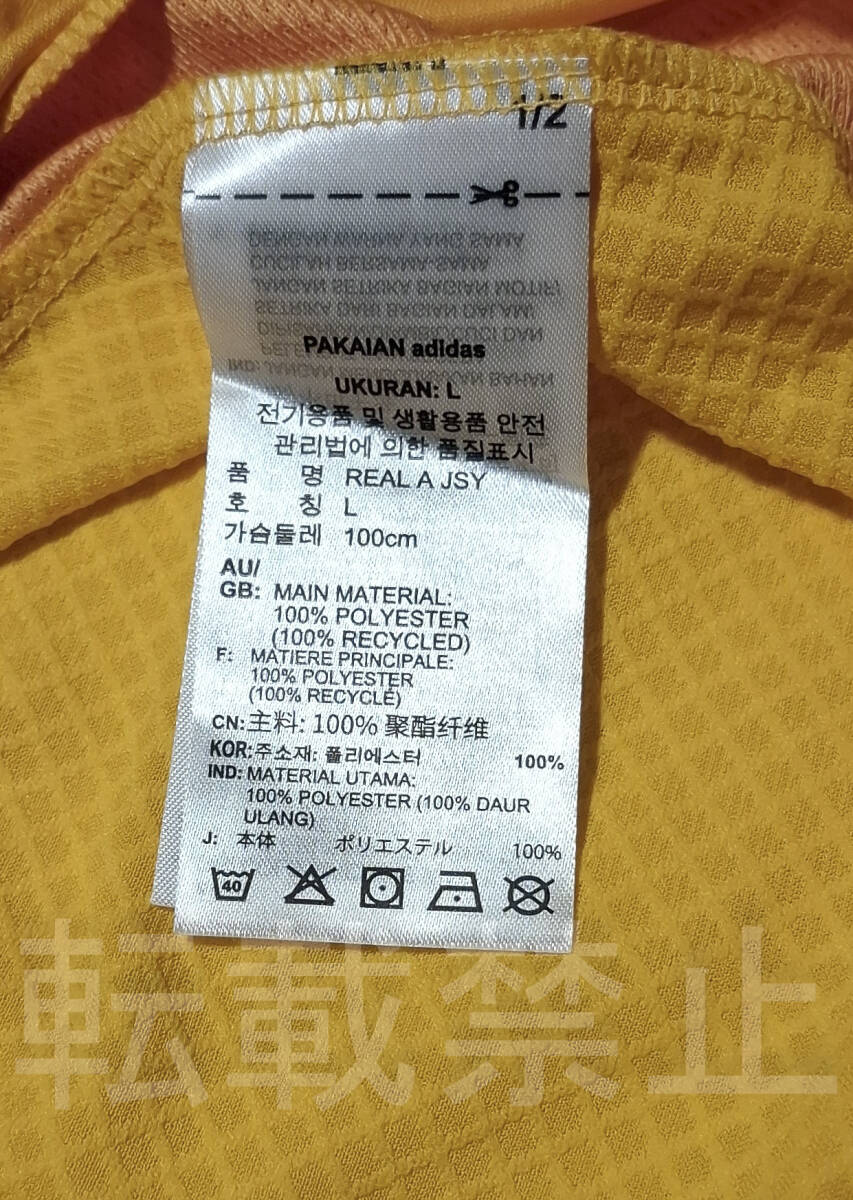 1/2
PAKAIAN adidas
UKURAN: L
전기용품 및 생활용품 안전
관리법에 의한 품질표시
품 명 REAL A JSY
호 칭 L
가슴둘레 100cm
AU/
GB: MAIN MATERIAL:
100% POLYESTER
(100% RECYCLED)
F: MATIERE PRINCIPALE:
100% POLYESTER
(100% RECYCLÉ)
CN: 主料: 100% 聚酯纤维
KOR: 주소재: 폴리에스터 100%
IND: MATERIAL UTAMA:
100% POLYESTER (100% DAUR
ULANG)
J: 本体 ポリエステル 100%
40
転載禁止